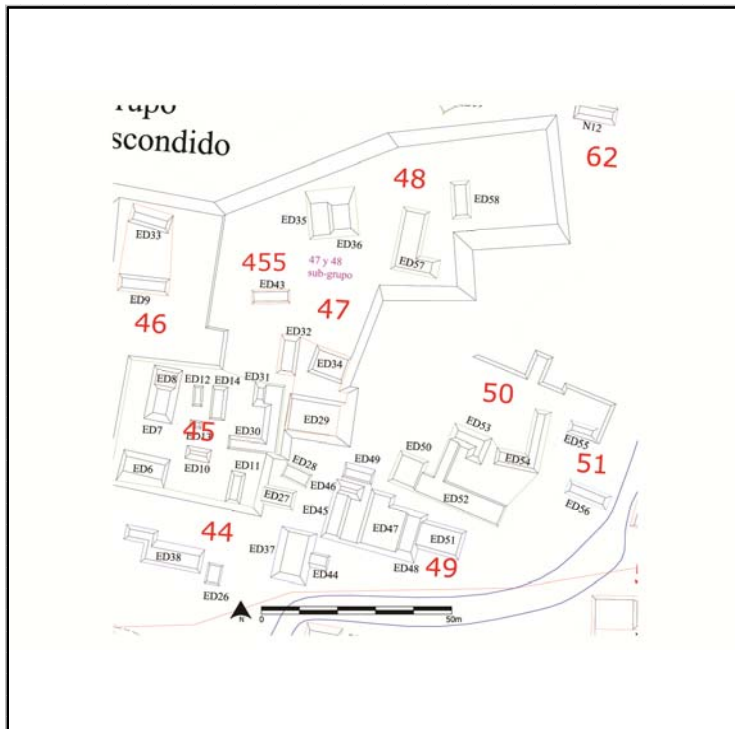 scondido
N12
62
48
ED58
ED33
ED35
ED36
455
47 y 48
sub-grupo
ED57
ED9
ED43
46
47
ED32
ED31
ED34
ED8
ED12
ED14
50
ED7
45
ED29
ED30
ED53
ED55
ED10
ED50
ED54
51
ED6
ED11
ED28
ED49
ED46
ED27
ED52
ED56
ED45
44
ED47
ED37
ED51
ED38
ED44
ED48
49
ED26
N
0
50m